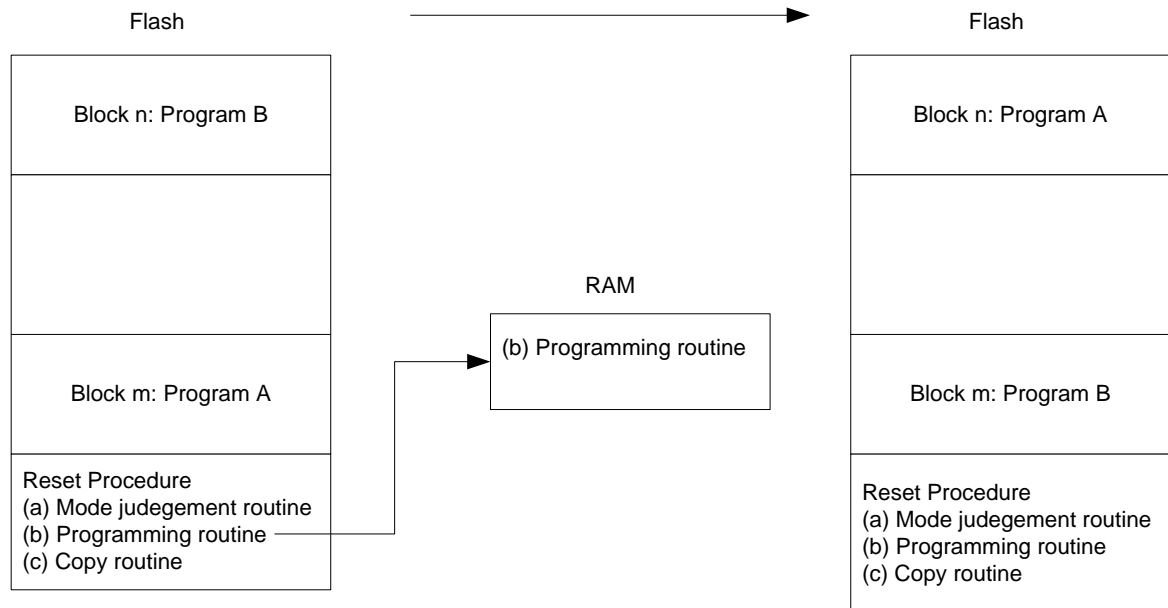 Flash
Block n: Program B
Block m: Program A
Reset Procedure
(a) Mode judegement routine
(b) Programming routine
(c) Copy routine
RAM
(b) Programming routine
Flash
Block n: Program A
Block m: Program B
Reset Procedure
(a) Mode judegement routine
(b) Programming routine
(c) Copy routine